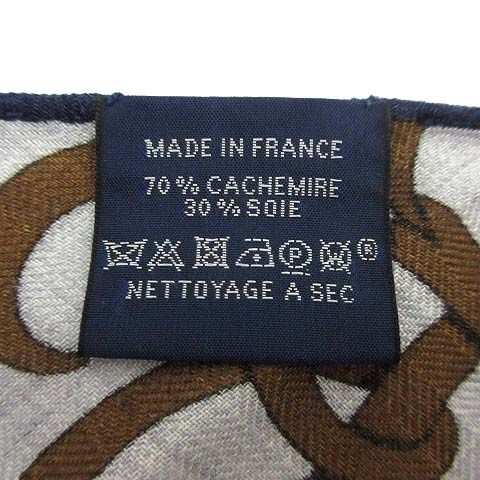 MADE IN FRANCE
70 % CACHEMIRE
30 % SOIE
P W ®
NETTOYAGE A SEC